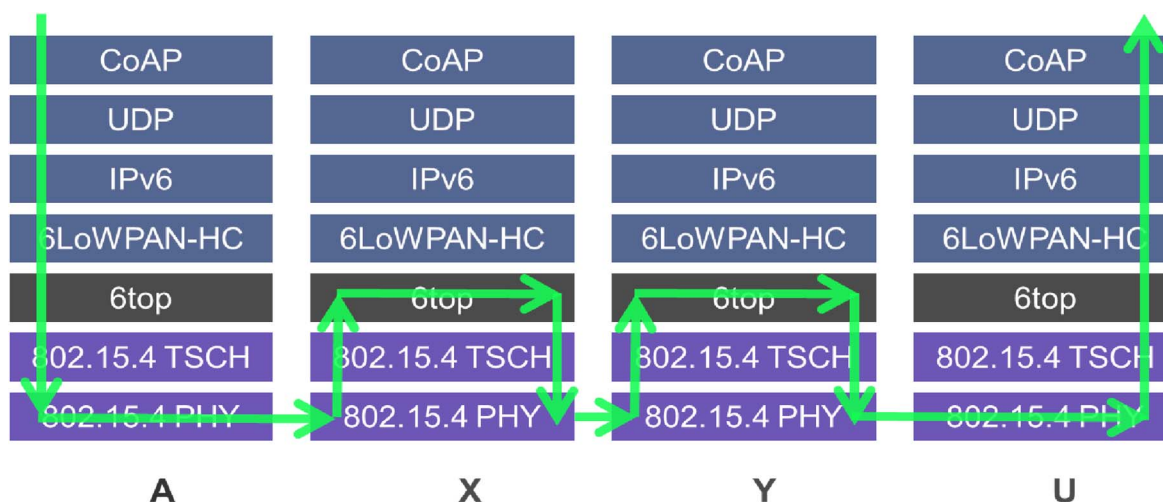 CoAP CoAP CoAP CoAP
UDP UDP UDP UDP
IPv6 IPv6 IPv6 IPv6
6LoWPAN-HC 6LoWPAN-HC 6LoWPAN-HC 6LoWPAN-HC
6top 6top 6top 6top
802.15.4 TSCH 802.15.4 TSCH 802.15.4 TSCH 802.15.4 TSCH
802.15.4 PHY 802.15.4 PHY 802.15.4 PHY 802.15.4 PHY
A X Y U